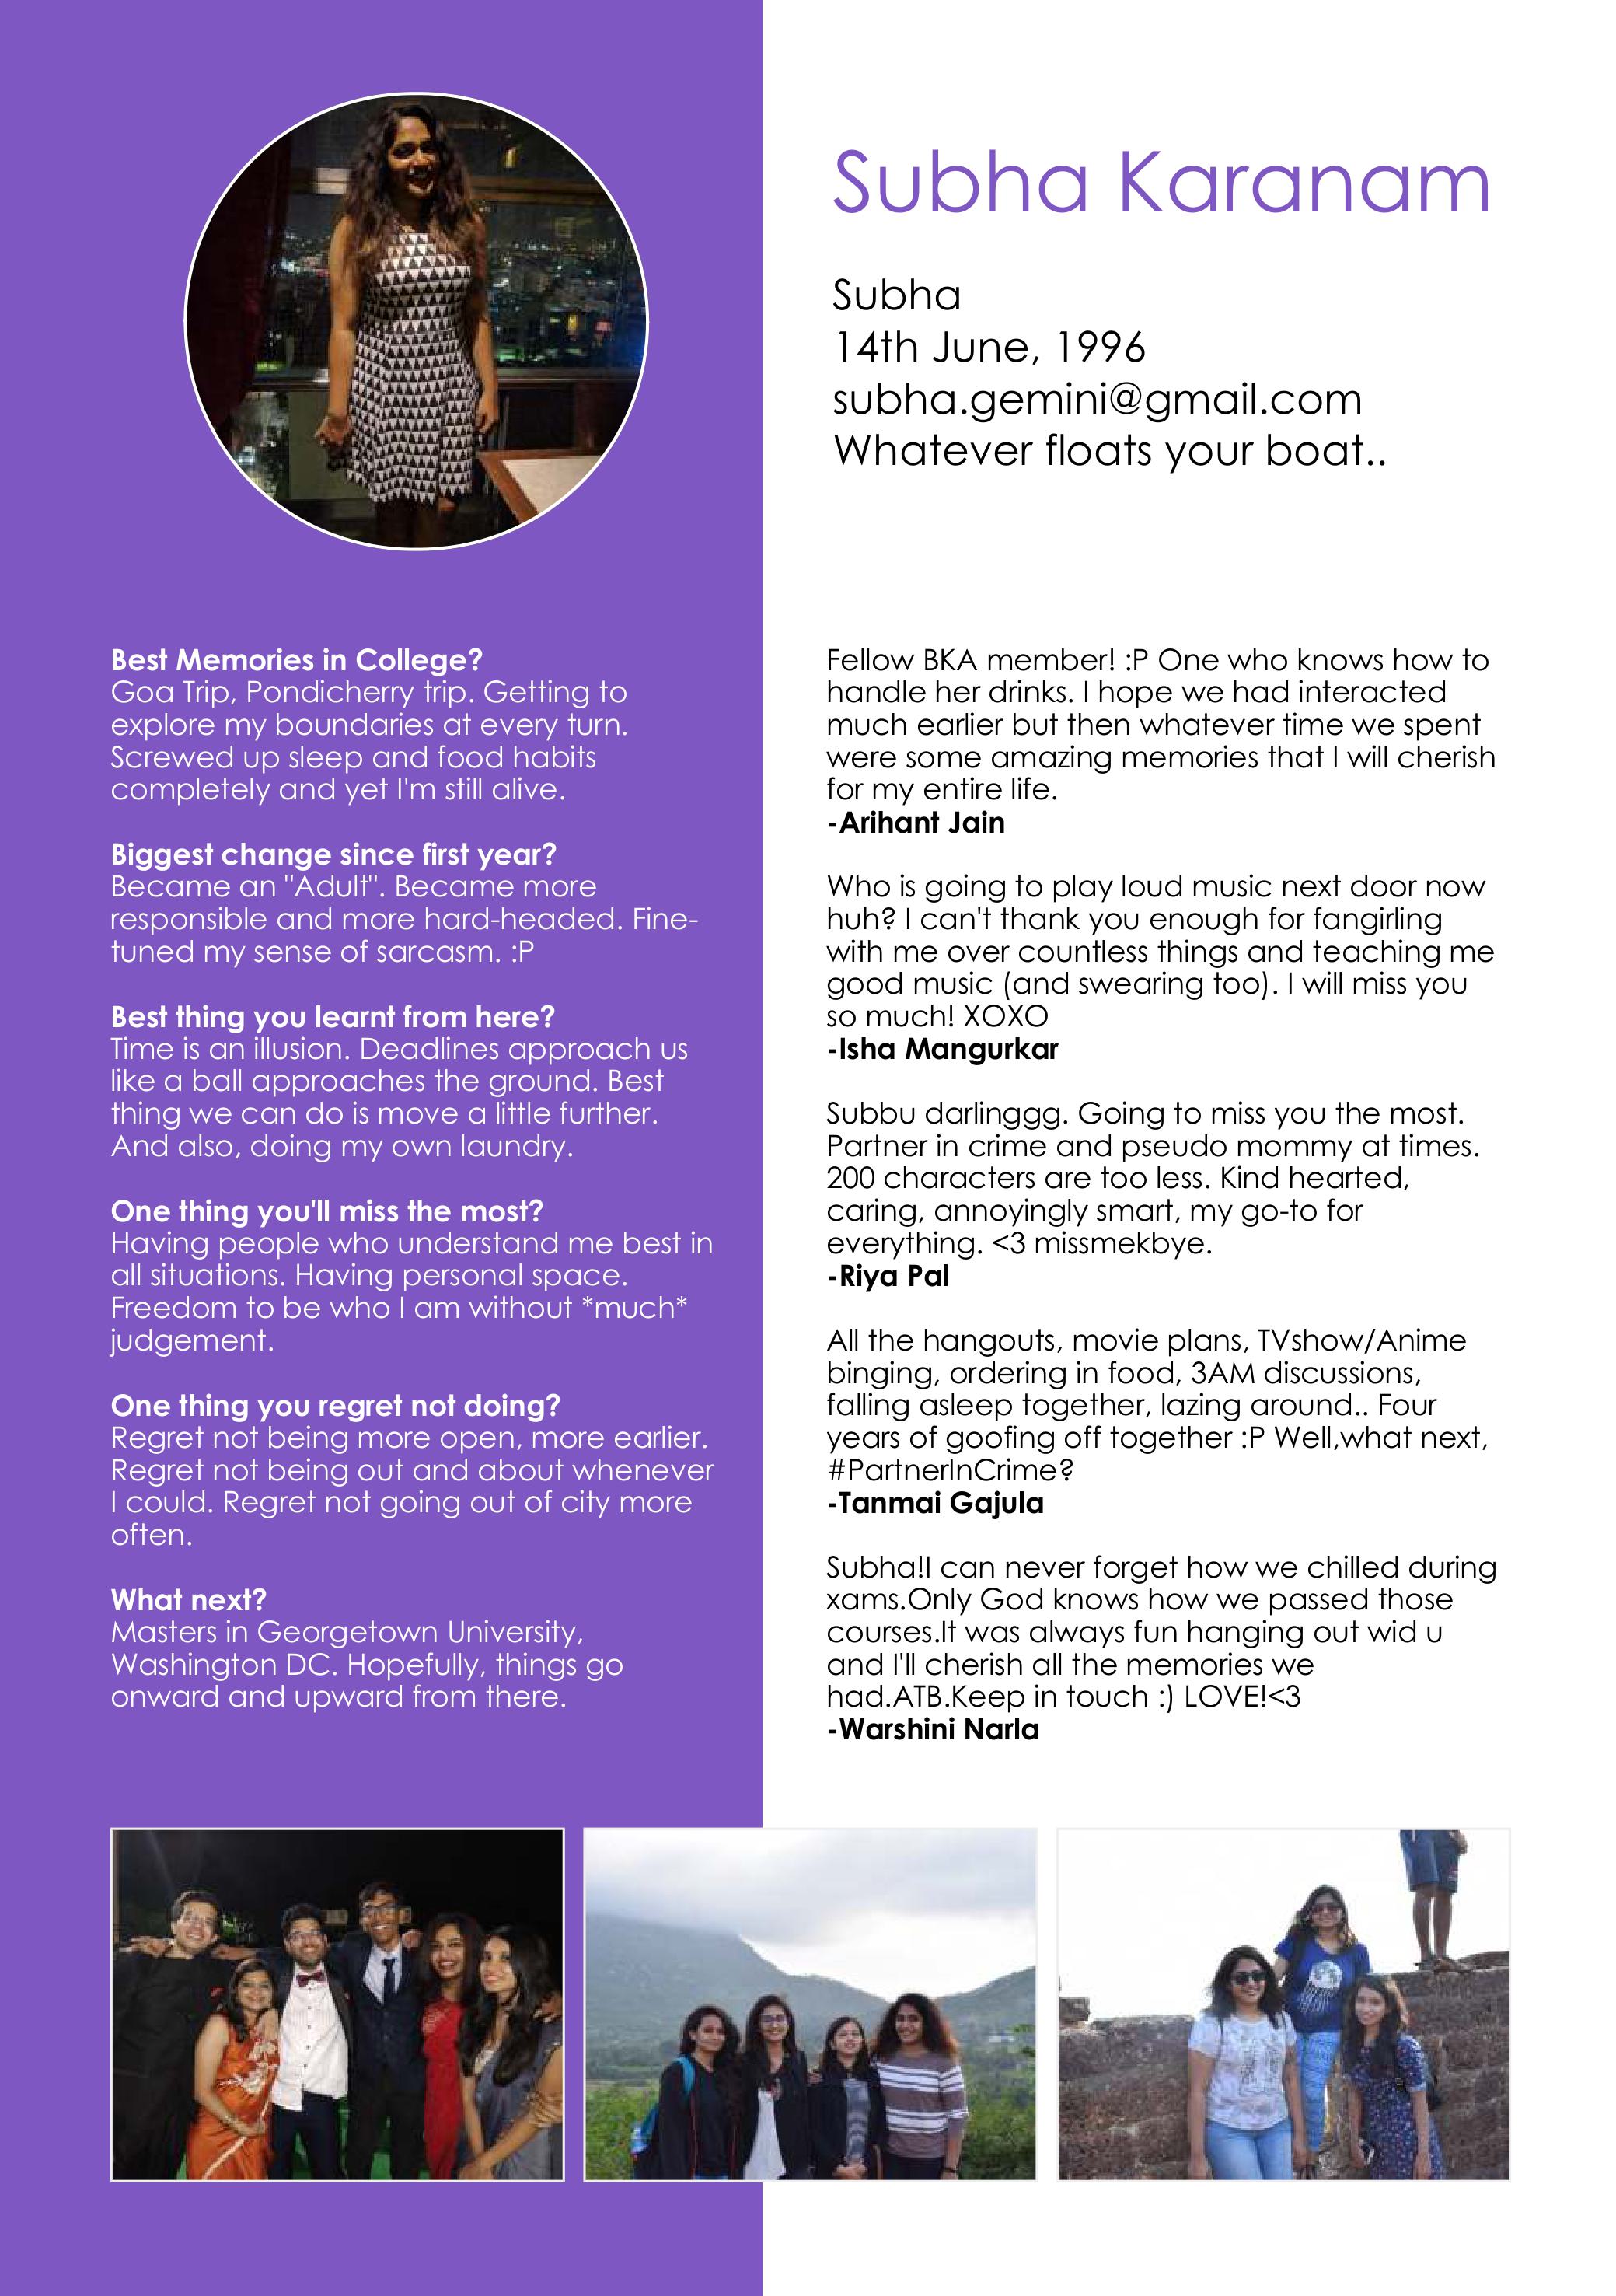 Subha Karanam
Subha
14th June, 1996
subha.gemini@gmail.com
Whatever floats your boat..
Best Memories in College?
Goa Trip, Pondicherry trip. Getting to
explore my boundaries at every turn.
Screwed up sleep and food habits
completely and yet I'm still alive.
Biggest change since first year?
Became an "Adult". Became more
responsible and more hard-headed. Fine-
tuned my sense of sarcasm. :P
Best thing you learnt from here?
Time is an illusion. Deadlines approach us
like a ball approaches the ground. Best
thing we can do is move a little further.
And also, doing my own laundry.
One thing you'll miss the most?
Having people who understand me best in
all situations. Having personal space.
Freedom to be who I am without *much*
judgement.
One thing you regret not doing?
Regret not being more open, more earlier.
Regret not being out and about whenever
I could. Regret not going out of city more
often.
What next?
Masters in Georgetown University,
Washington DC. Hopefully, things go
onward and upward from there.
Fellow BKA member! :P One who knows how to
handle her drinks. I hope we had interacted
much earlier but then whatever time we spent
were some amazing memories that I will cherish
for my entire life.
-Arihant Jain
Who is going to play loud music next door now
huh? I can't thank you enough for fangirling
with me over countless things and teaching me
good music (and swearing too). I will miss you
so much! XOXO
-Isha Mangurkar
Subbu darlinggg. Going to miss you the most.
Partner in crime and pseudo mommy at times.
200 characters are too less. Kind hearted,
caring, annoyingly smart, my go-to for
everything. <3 missmekbye.
-Riya Pal
All the hangouts, movie plans, TVshow/Anime
binging, ordering in food, 3AM discussions,
falling asleep together, lazing around.. Four
years of goofing off together :P Well,what next,
#PartnerInCrime?
-Tanmai Gajula
Subha!I can never forget how we chilled during
xams.Only God knows how we passed those
courses.It was always fun hanging out wid u
and I'll cherish all the memories we
had.ATB.Keep in touch :) LOVE!<3
-Warshini Narla